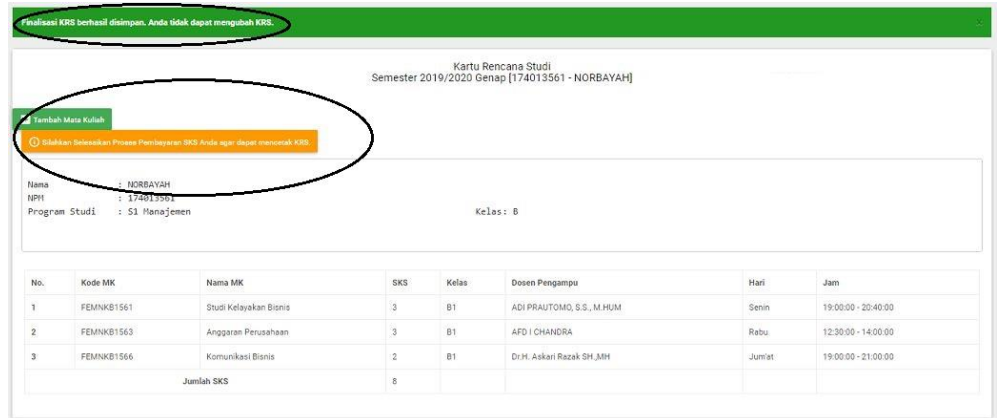 Finalisasi KRS berhasil disimpan. Anda tidak dapat mengubah KRS. ×
Kartu Rencana Studi
Semester 2019/2020 Genap [174013561 - NORBAYAH]
Tambah Mata Kuliah
Silahkan Selesaikan Proses Pembayaran SKS Anda agar dapat mencetak KRS.
Nama : NORBAYAH
NPM : 174013561
Program Studi : S1 Manajemen Kelas: B
No. Kode MK Nama MK SKS Kelas Dosen Pengampu Hari Jam
1 FEMNKB1561 Studi Kelayakan Bisnis 3 B1 ADI PRAUTOMO, S.S., M.HUM Senin 19:00:00 - 20:40:00
2 FEMNKB1563 Anggaran Perusahaan 3 B1 AFD I CHANDRA Rabu 12:30:00 - 14:00:00
3 FEMNKB1566 Komunikasi Bisnis 2 B1 Dr.H. Askari Razak SH.,MH Jum'at 19:00:00 - 21:00:00
Jumlah SKS 8